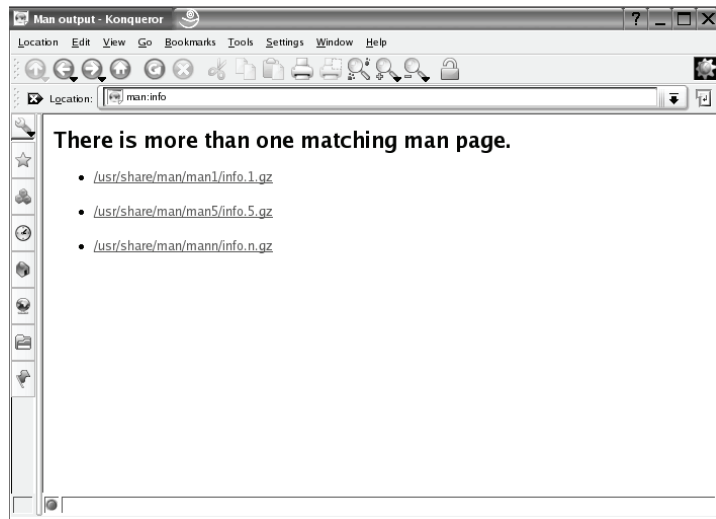 Man output - Konqueror
Location Edit View Go Bookmarks Tools Settings Window Help
Location: man:info
There is more than one matching man page.
• /usr/share/man/man1/info.1.gz
• /usr/share/man/man5/info.5.gz
• /usr/share/man/mann/info.n.gz